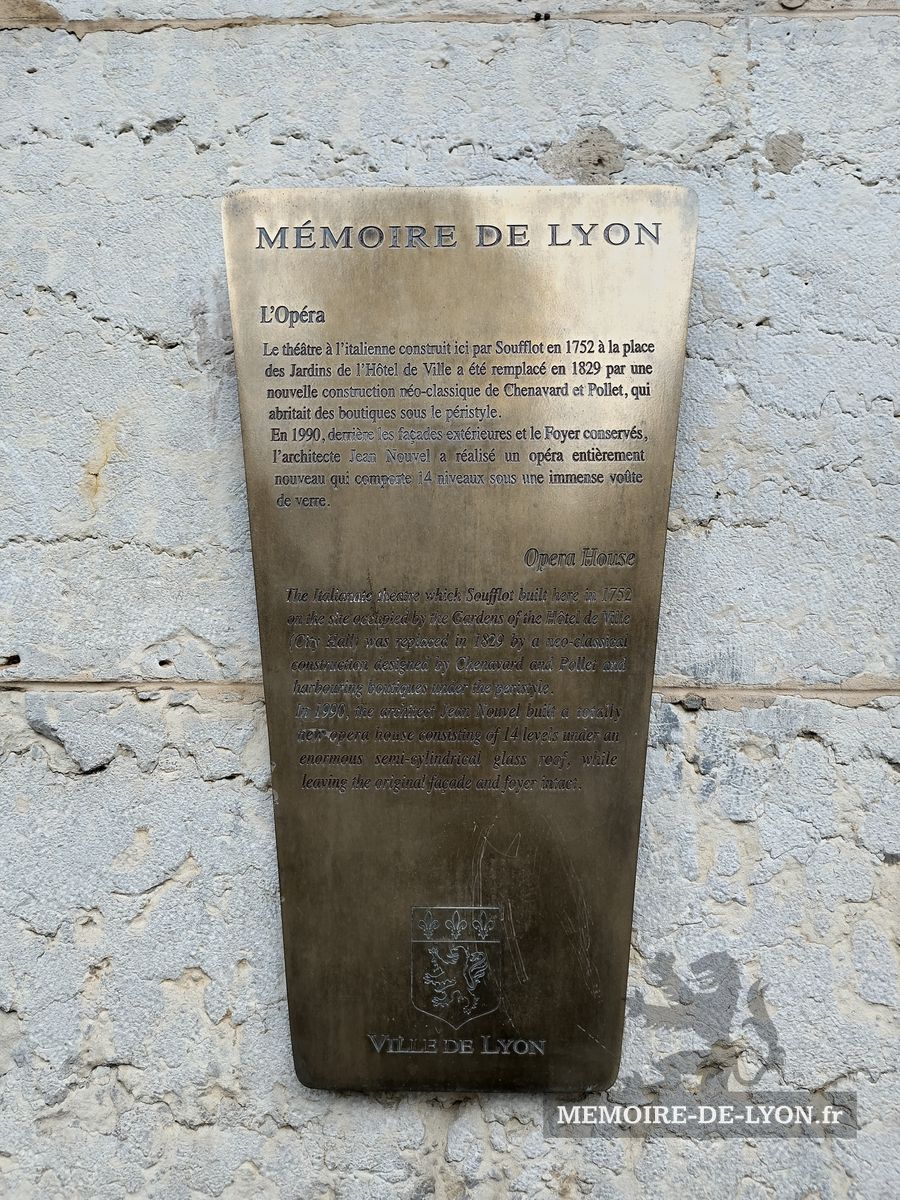 MÉMOIRE DE LYON
L'Opéra
Le théâtre à l'italienne construit ici par Soufflot en 1752 à la place
des Jardins de l'Hôtel de Ville a été remplacé en 1829 par une
nouvelle construction néo-classique de Chenavard et Pollet, qui
abritait des boutiques sous le péristyle.
En 1990, derrière les façades extérieures et le Foyer conservés,
l'architecte Jean Nouvel a réalisé un opéra entièrement
nouveau qui comporte 14 niveaux sous une immense voûte
de verre.
Opera House
The Italianate theatre which Soufflot built here in 1752
on the site occupied by the Gardens of the Hôtel de Ville
(City Hall) was replaced in 1829 by a neo-classical
construction designed by Chenavard and Pollet and
harbouring boutiques under the peristyle.
In 1990, the architect Jean Nouvel built a totally
new opera house consisting of 14 levels under an
enormous semi-cylindrical glass roof, while
leaving the original façade and foyer intact.
VILLE DE LYON
MEMOIRE-DE-LYON.fr